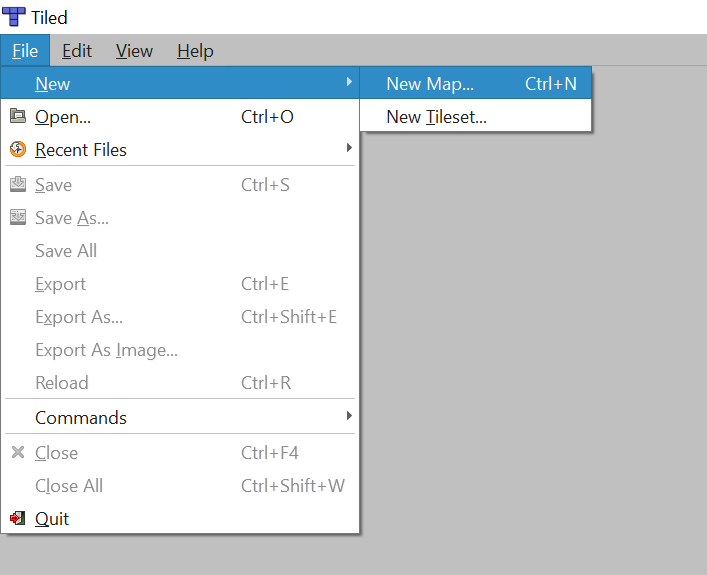 Tiled
File Edit View Help
New New Map... Ctrl+N
Open... Ctrl+O New Tileset...
Recent Files
Save Ctrl+S
Save As...
Save All
Export Ctrl+E
Export As... Ctrl+Shift+E
Export As Image...
Reload Ctrl+R
Commands
Close Ctrl+F4
Close All Ctrl+Shift+W
Quit